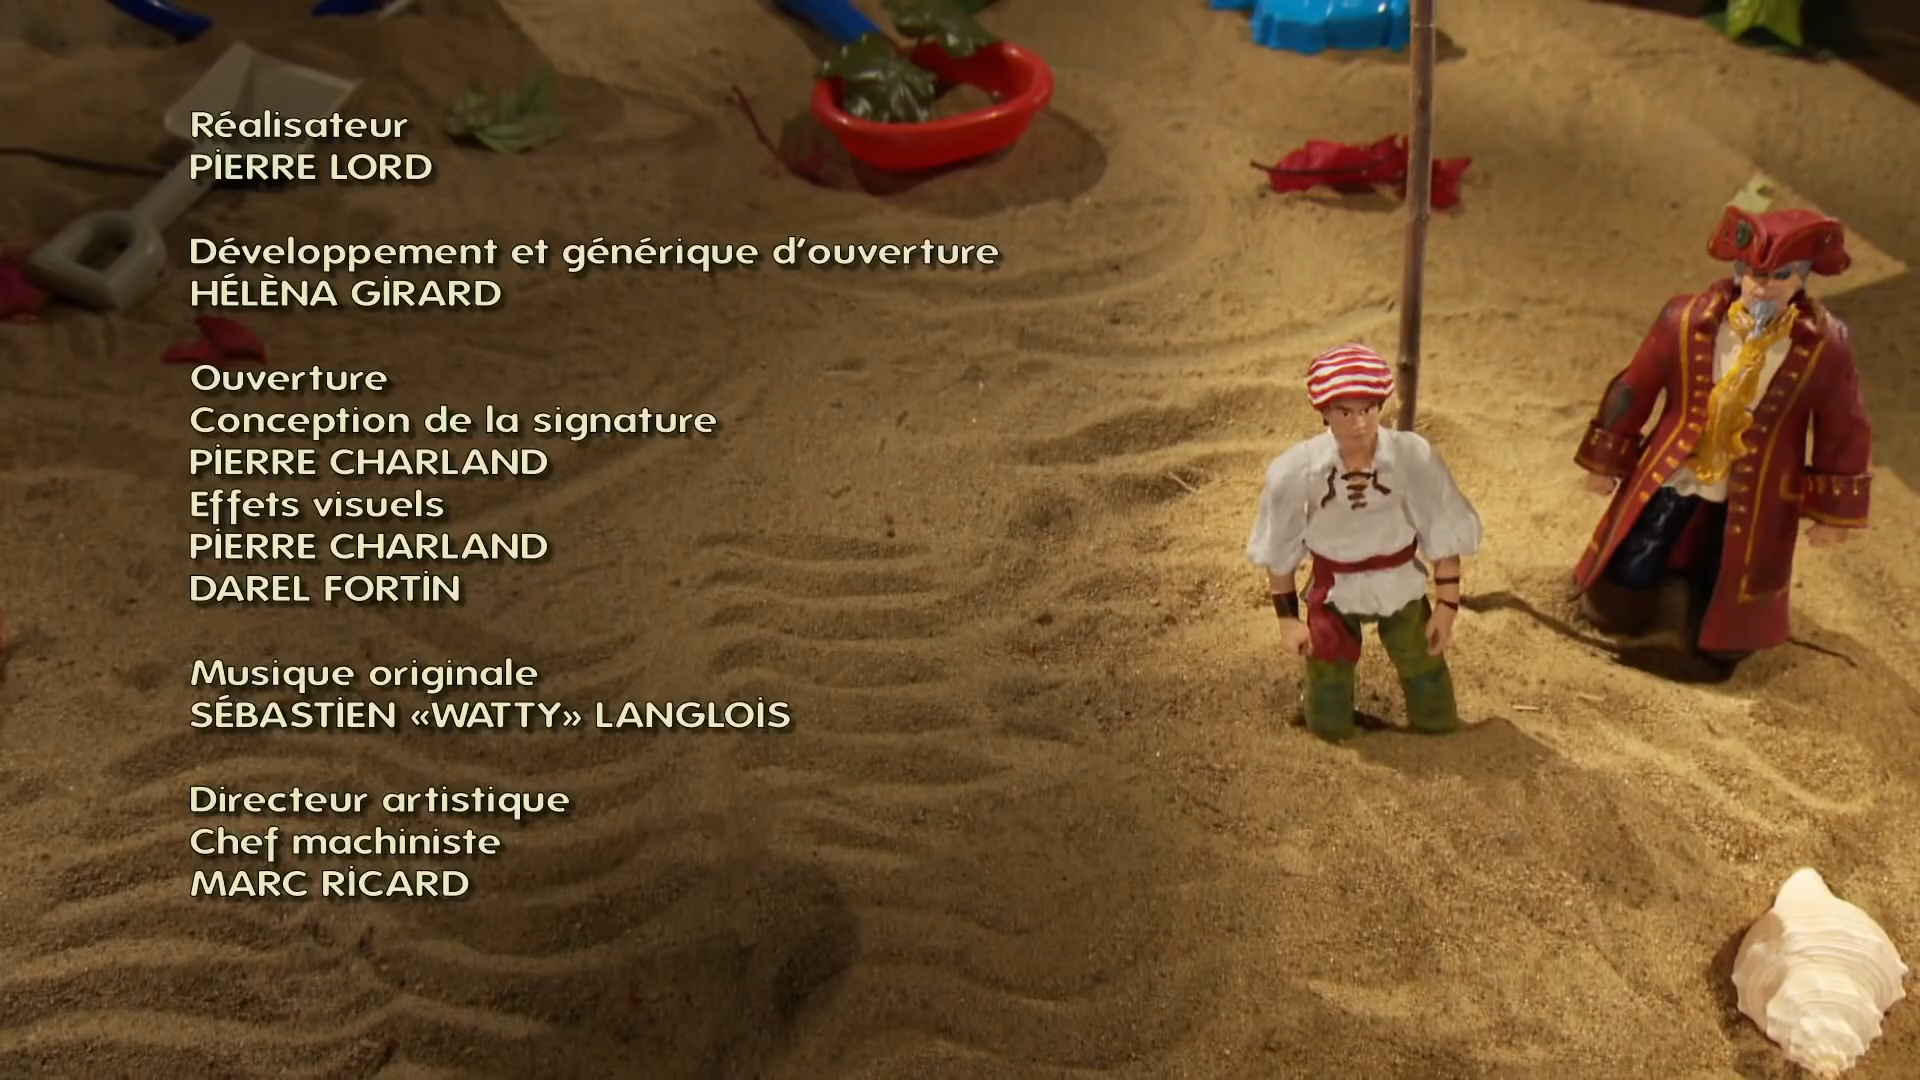 Réalisateur
PIERRE LORD
Développement et générique d'ouverture
HÉLÈNA GIRARD
Ouverture
Conception de la signature
PIERRE CHARLAND
Effets visuels
PIERRE CHARLAND
DAREL FORTIN
Musique originale
SÉBASTIEN «WATTY» LANGLOIS
Directeur artistique
Chef machiniste
MARC RICARD